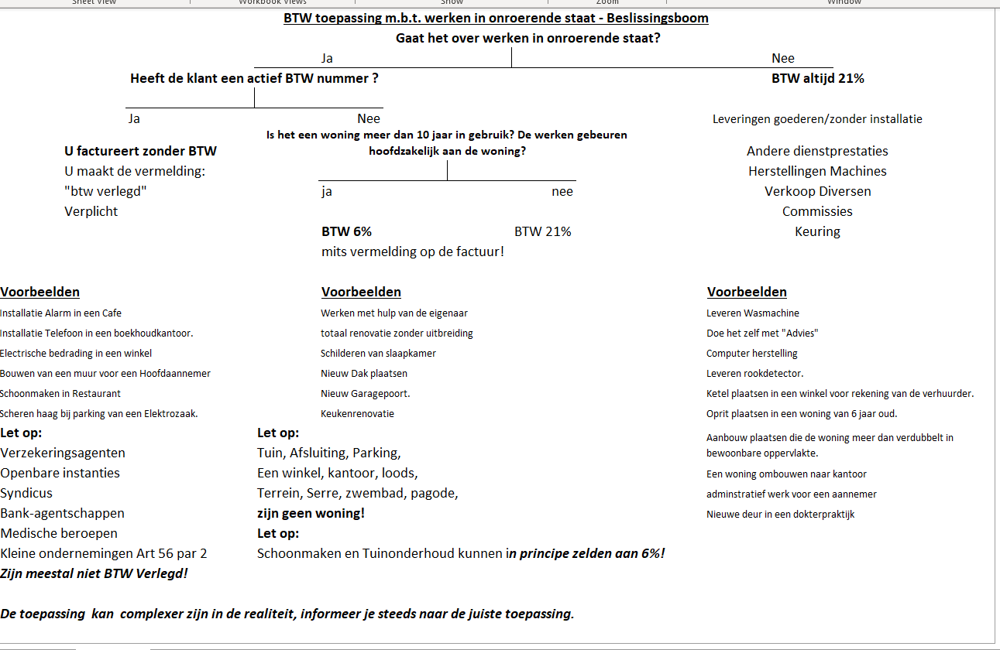 Sheet View Workbook Views Show Zoom Window
BTW toepassing m.b.t. werken in onroerende staat - Beslissingsboom
Gaat het over werken in onroerende staat?
Ja Nee
Heeft de klant een actief BTW nummer ? BTW altijd 21%
Ja Nee Leveringen goederen/zonder installatie
Is het een woning meer dan 10 jaar in gebruik? De werken gebeuren
hoofdzakelijk aan de woning?
U factureert zonder BTW Andere dienstprestaties
U maakt de vermelding: Herstellingen Machines
"btw verlegd" ja nee Verkoop Diversen
Verplicht Commissies
BTW 6% BTW 21% Keuring
mits vermelding op de factuur!
Voorbeelden Voorbeelden Voorbeelden
Installatie Alarm in een Cafe Werken met hulp van de eigenaar Leveren Wasmachine
Installatie Telefoon in een boekhoudkantoor. totaal renovatie zonder uitbreiding Doe het zelf met "Advies"
Electrische bedrading in een winkel Schilderen van slaapkamer Computer herstelling
Bouwen van een muur voor een Hoofdaannemer Nieuw Dak plaatsen Leveren rookdetector.
Schoonmaken in Restaurant Nieuw Garagepoort. Ketel plaatsen in een winkel voor rekening van de verhuurder.
Scheren haag bij parking van een Elektrozaak. Keukenrenovatie Oprit plaatsen in een woning van 6 jaar oud.
Let op: Let op:
Aanbouw plaatsen die de woning meer dan verdubbelt in
bewoonbare oppervlakte.
Verzekeringsagenten Tuin, Afsluiting, Parking,
Openbare instanties Een winkel, kantoor, loods, Een woning ombouwen naar kantoor
Syndicus Terrein, Serre, zwembad, pagode, adminstratief werk voor een aannemer
Bank-agentschappen zijn geen woning! Nieuwe deur in een dokterpraktijk
Medische beroepen Let op:
Kleine ondernemingen Art 56 par 2 Schoonmaken en Tuinonderhoud kunnen in principe zelden aan 6%!
Zijn meestal niet BTW Verlegd!
De toepassing kan complexer zijn in de realiteit, informeer je steeds naar de juiste toepassing.